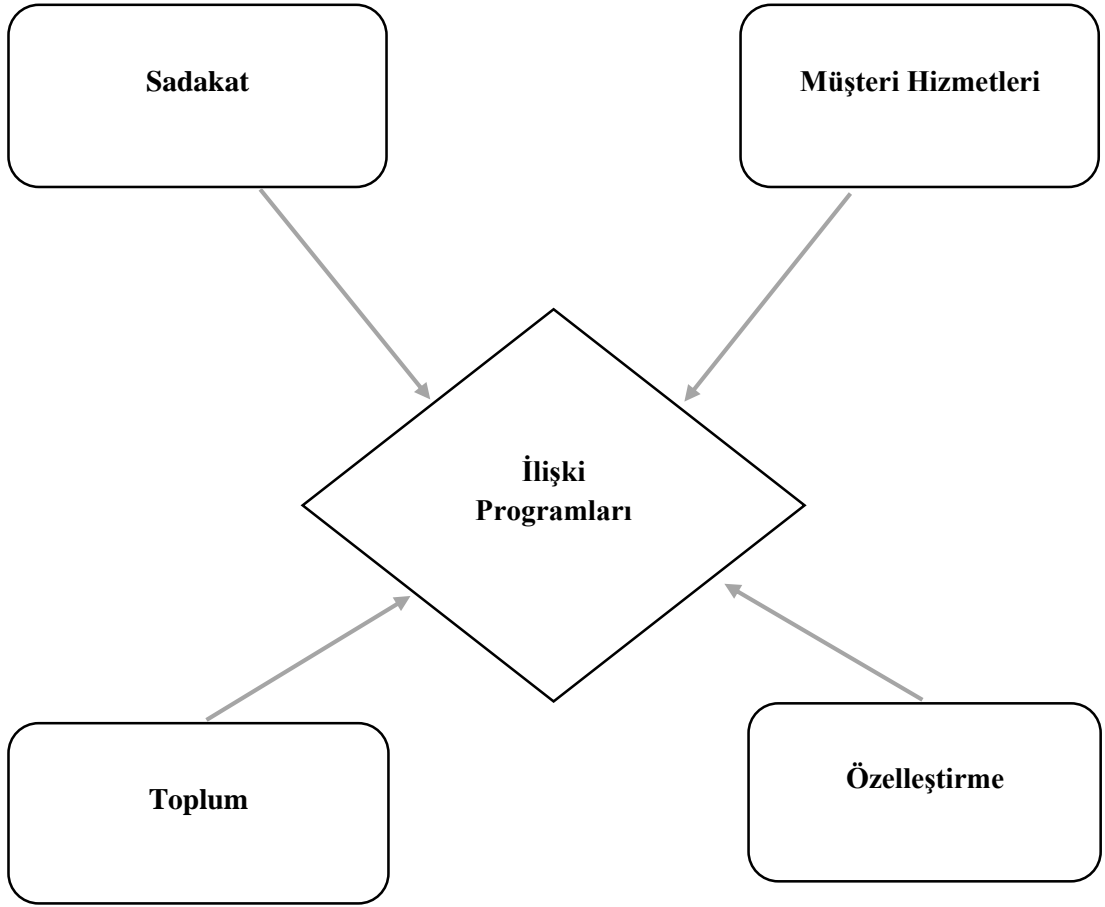 Sadakat
Müşteri Hizmetleri
İlişki
Programları
Toplum
Özelleştirme